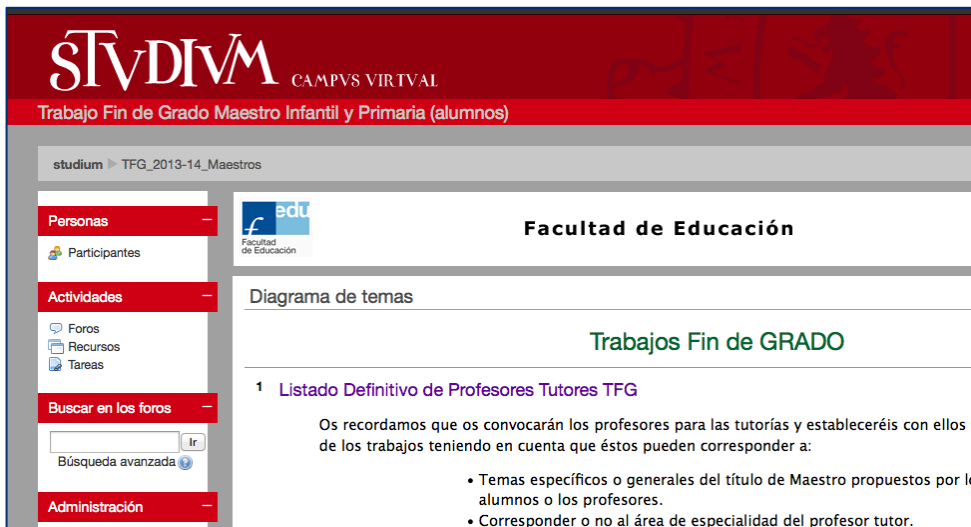 STVDIVM CAMPVS VIRTVAL
Trabajo Fin de Grado Maestro Infantil y Primaria (alumnos)
studium TFG_2013-14_Maestros
Personas
Participantes
Actividades
Foros
Recursos
Tareas
Buscar en los foros
Ir
Búsqueda avanzada
Administración
f edu
Facultad
de Educación
Facultad de Educación
Diagrama de temas
Trabajos Fin de GRADO
1 Listado Definitivo de Profesores Tutores TFG
Os recordamos que os convocarán los profesores para las tutorías y estableceréis con ellos
de los trabajos teniendo en cuenta que éstos pueden corresponder a:
• Temas específicos o generales del título de Maestro propuestos por
alumnos o los profesores.
• Corresponder o no al área de especialidad del profesor tutor.